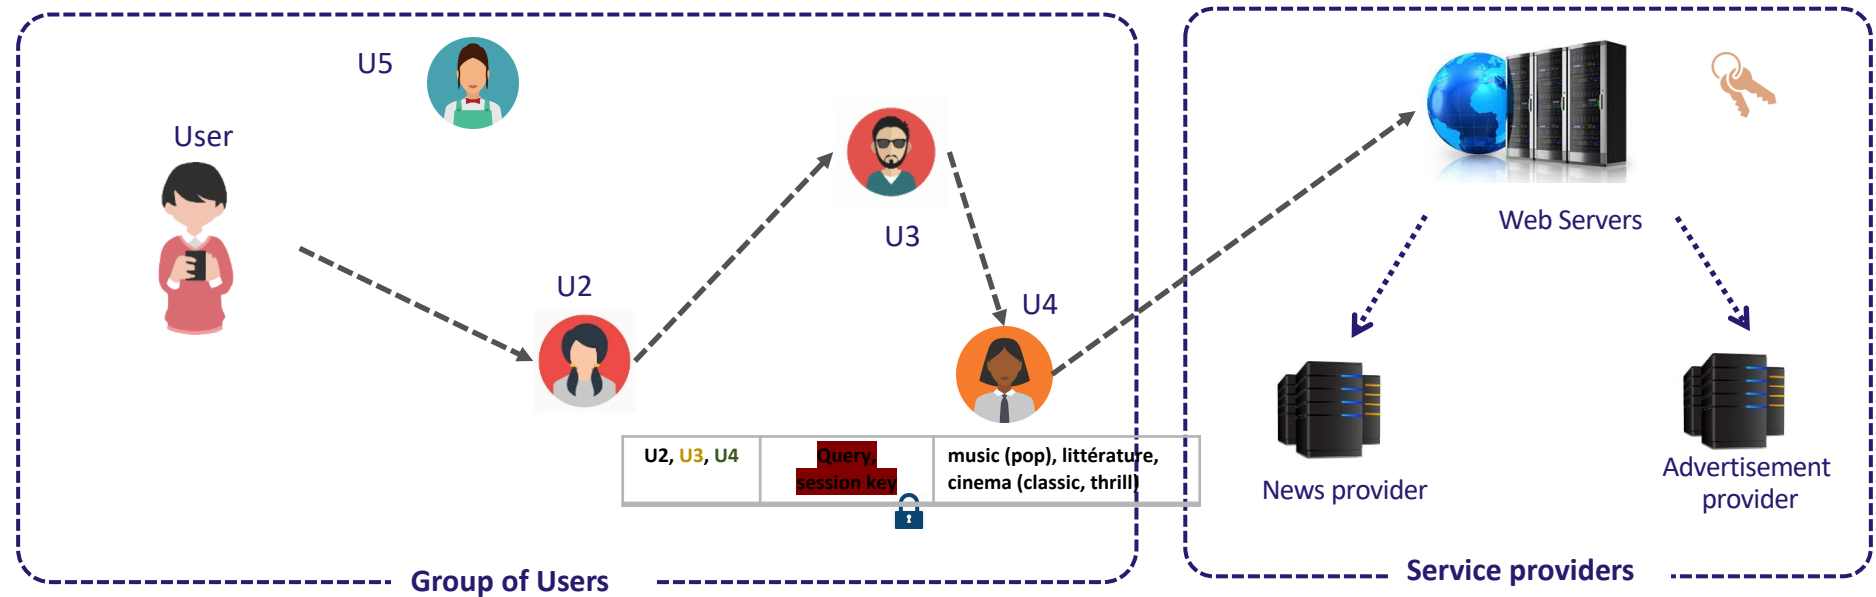 U5
User
U3
U2
U4
U2, U3, U4
Query,
session key
music (pop), littérature,
cinema (classic, thrill)
Group of Users
Web Servers
News provider
Advertisement
provider
Service providers